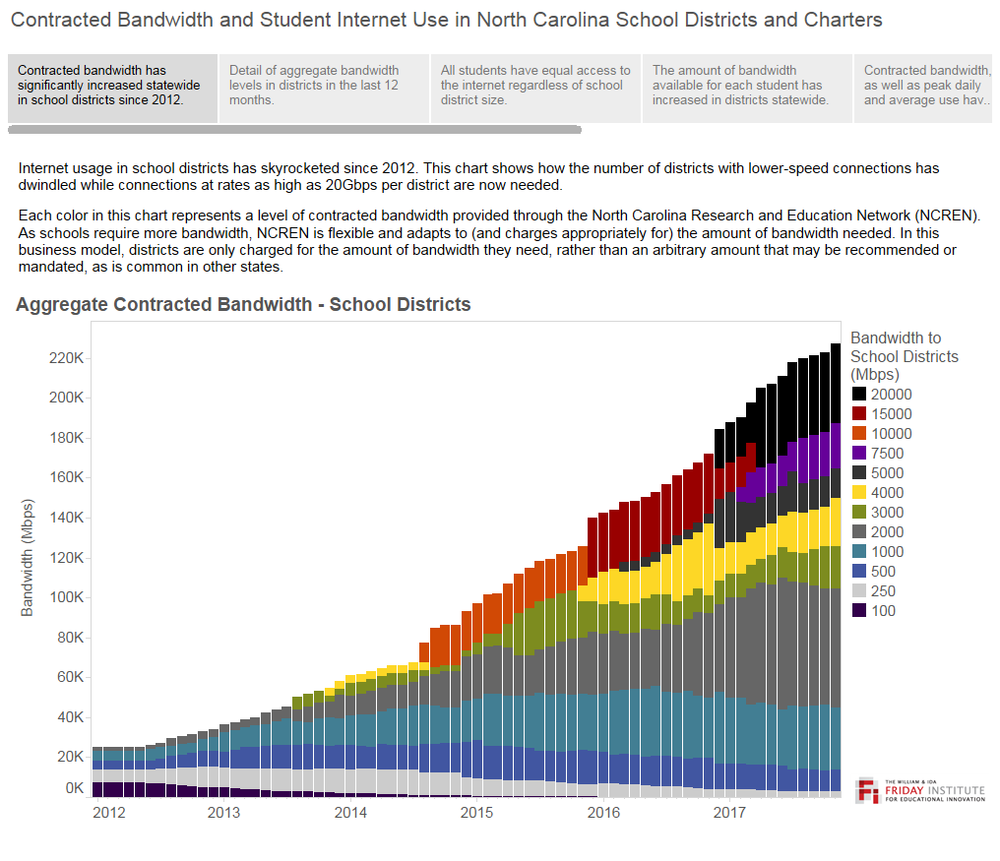 Contracted Bandwidth and Student Internet Use in North Carolina School Districts and Charters
Contracted bandwidth has
significantly increased statewide
in school districts since 2012.
Detail of aggregate bandwidth
levels in districts in the last 12
months.
All students have equal access to
the internet regardless of school
district size.
The amount of bandwidth
available for each student has
increased in districts statewide.
Contracted bandwidth,
as well as peak daily
and average use hav..
Internet usage in school districts has skyrocketed since 2012. This chart shows how the number of districts with lower-speed connections has
dwindled while connections at rates as high as 20Gbps per district are now needed.
Each color in this chart represents a level of contracted bandwidth provided through the North Carolina Research and Education Network (NCREN).
As schools require more bandwidth, NCREN is flexible and adapts to (and charges appropriately for) the amount of bandwidth needed. In this
business model, districts are only charged for the amount of bandwidth they need, rather than an arbitrary amount that may be recommended or
mandated, as is common in other states.
Aggregate Contracted Bandwidth - School Districts
Bandwidth (Mbps)
220K
200K
180K
160K
140K
120K
100K
80K
60K
40K
20K
0K
2012
2013
2014
2015
2016
2017
Bandwidth to
School Districts
(Mbps)
20000
15000
10000
7500
5000
4000
3000
2000
1000
500
250
100
THE WILLIAM & IDA
FRIDAY INSTITUTE
FOR EDUCATIONAL INNOVATION